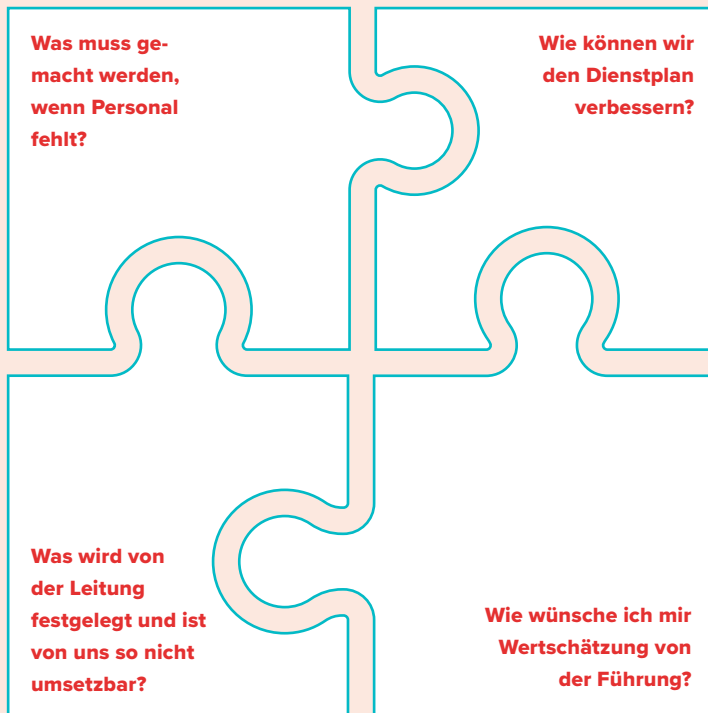 Was muss ge-
macht werden,
wenn Personal
fehlt?
Wie können wir
den Dienstplan
verbessern?
Was wird von
der Leitung
festgelegt und ist
von uns so nicht
umsetzbar?
Wie wünsche ich mir
Wertschätzung von
der Führung?